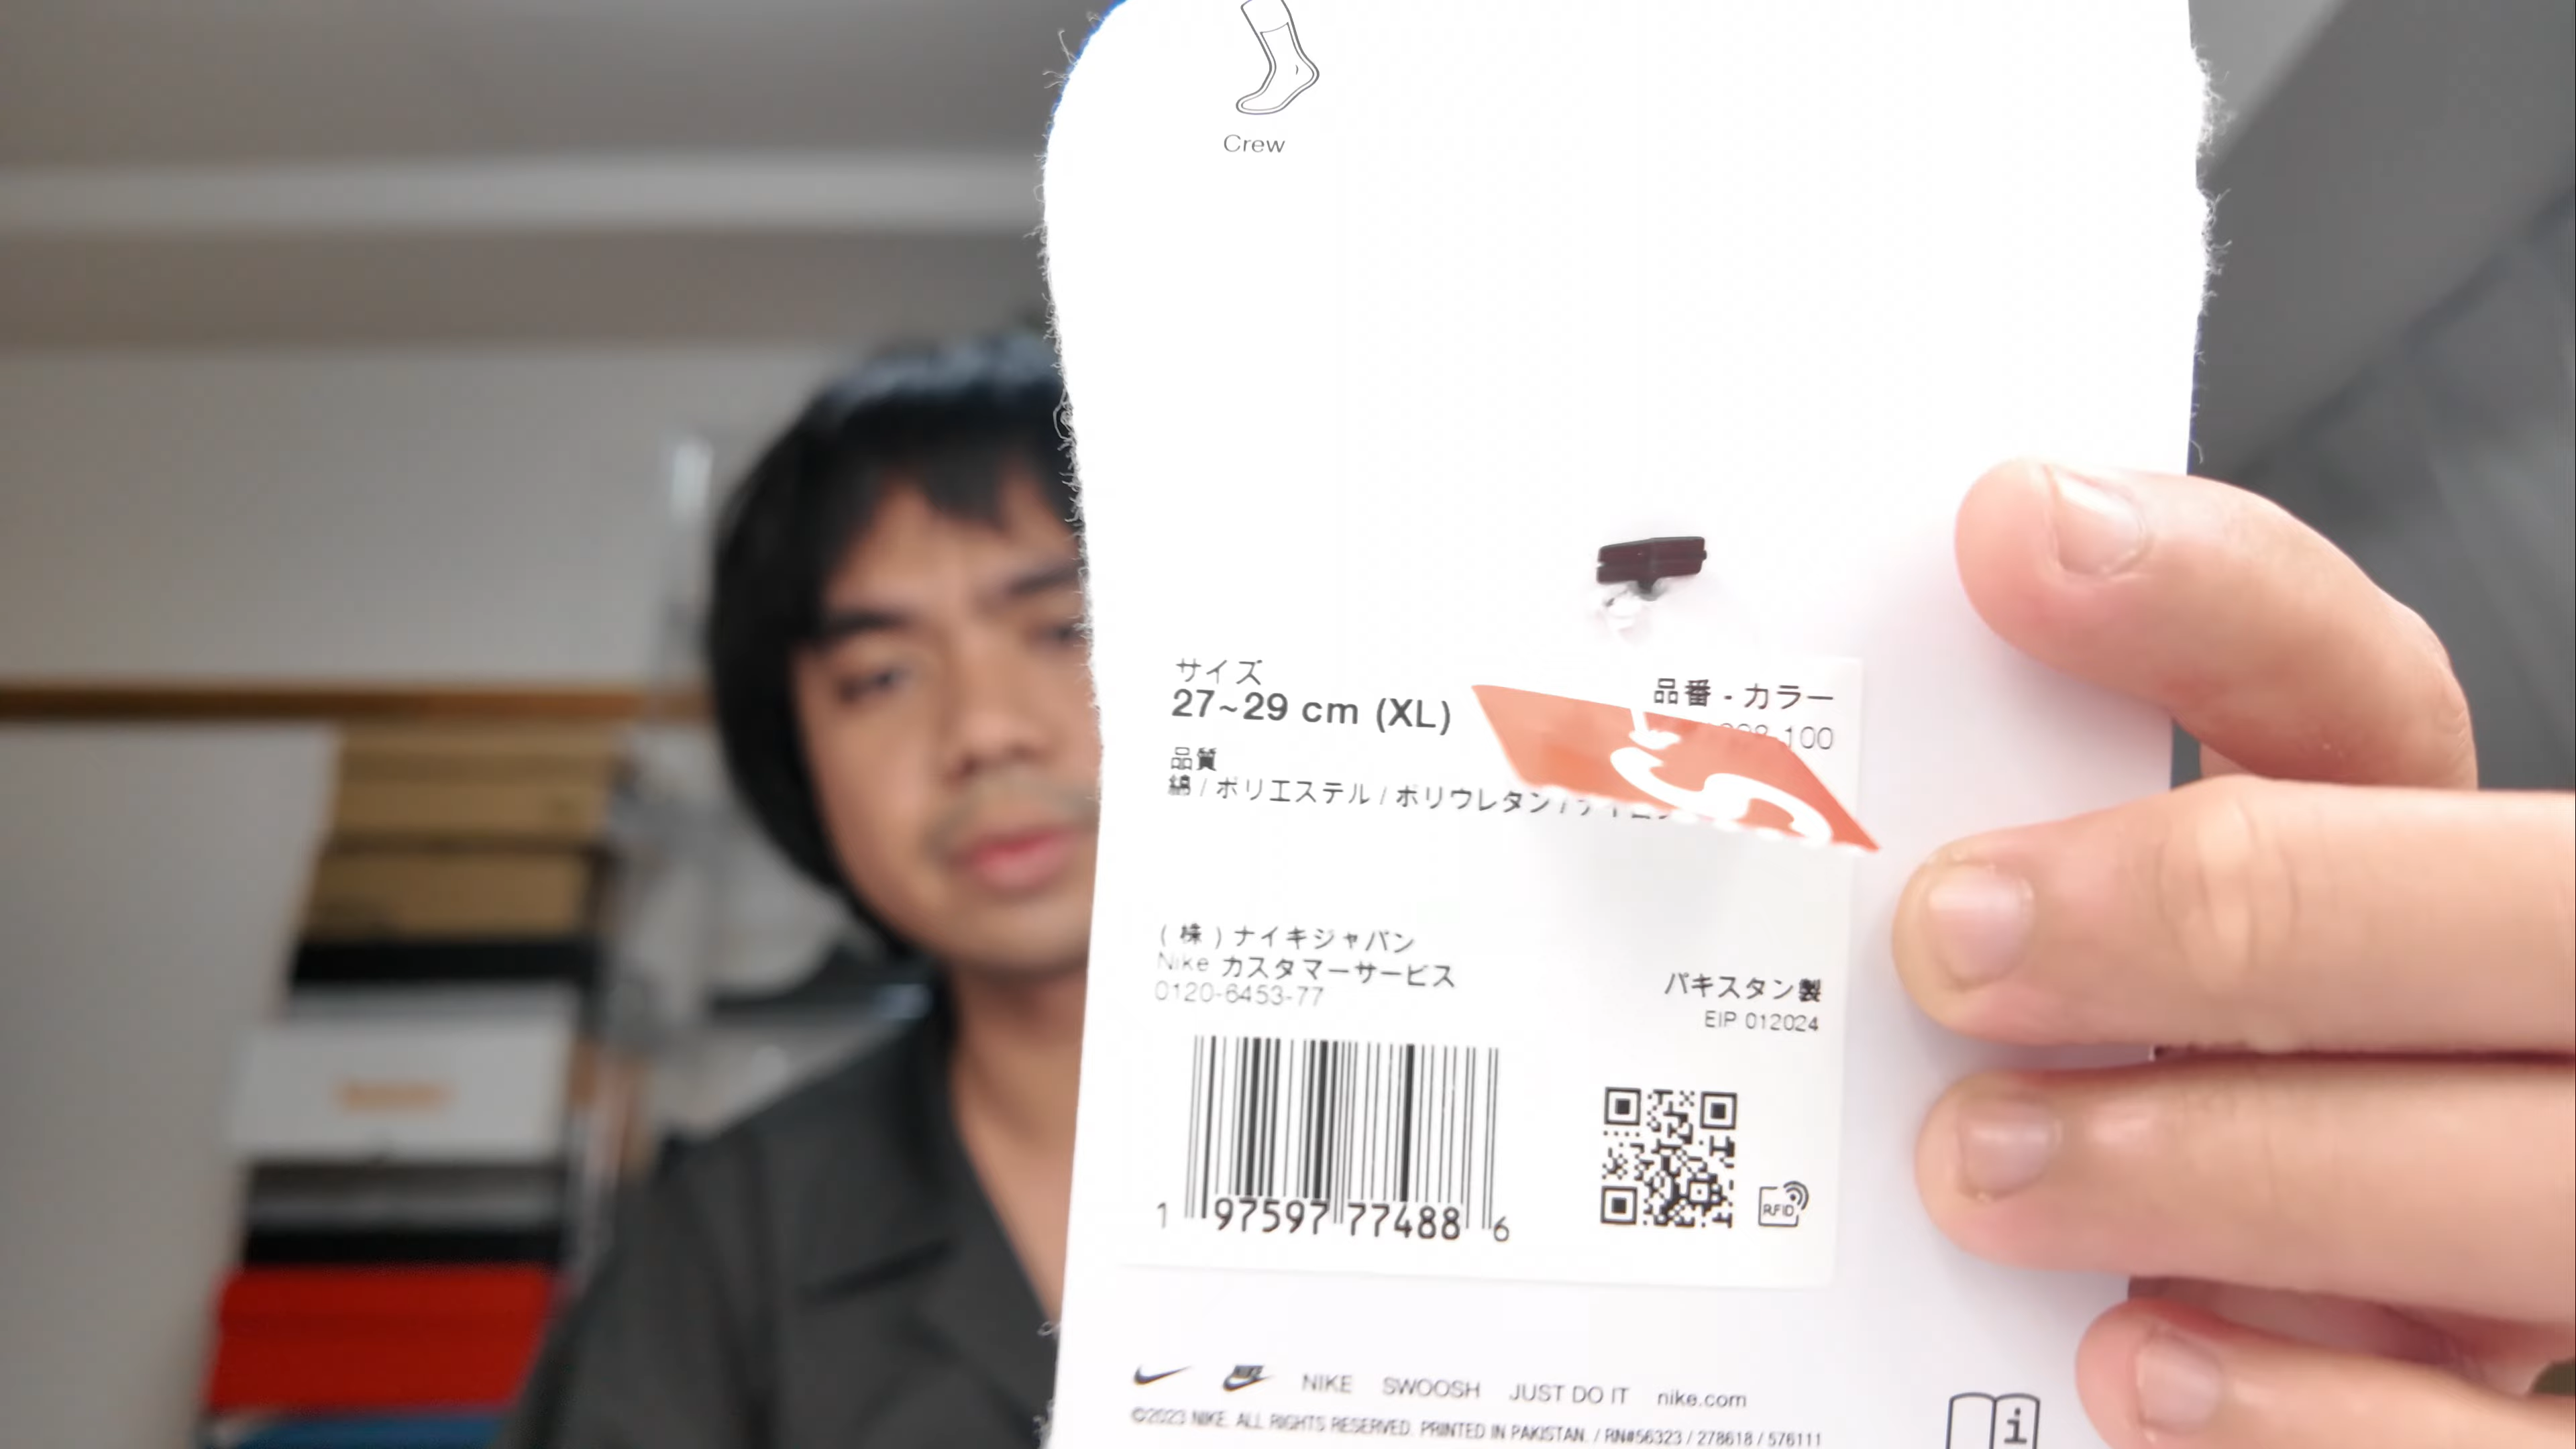 Crew
サイズ
27~29 cm (XL)
品番 - カラー
100
品質
綿 / ポリエステル / ポリウレタン /
( 株 ) ナイキジャパン
Nike カスタマーサービス
0120-6453-77
パキスタン製
EIP 012024
1 97597 77488 6
RFID
NIKE SWOOSH JUST DO IT nike.com
©2023 NIKE. ALL RIGHTS RESERVED. PRINTED IN PAKISTAN. / RN#56323 / 278618 / 576111